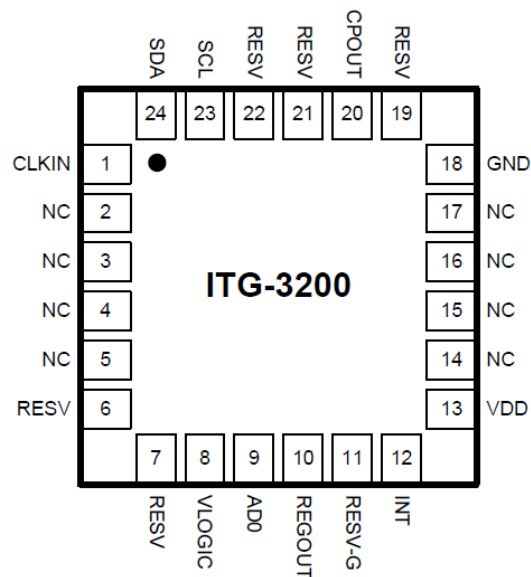 SDA SCL RESV RESV CPOUT RESV
24 23 22 21 20 19
CLKIN 1 18 GND
NC 2 17 NC
NC 3 16 NC
ITG-3200
NC 4 15 NC
NC 5 14 NC
RESV 6 13 VDD
7 8 9 10 11 12
RESV VLOGIC AD0 REGOUT RESV-G INT